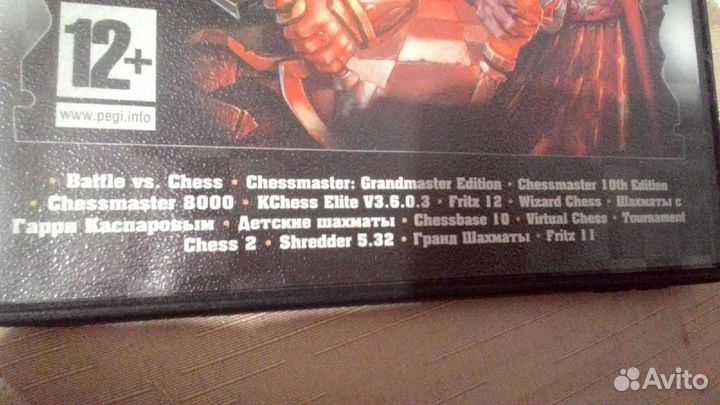 12+
www.pegi.info
• Battle vs. Chess • Chessmaster: Grandmaster Edition • Chessmaster 10th Edition
• Chessmaster 8000 • KChess Elite V3.6.0.3 • Fritz 12 • Wizard Chess • Шахматы с
Гарри Каспаровым • Детские шахматы • Chessbase 10 • Virtual Chess • Tournament
Chess 2 • Shredder 5.32 • Гранд Шахматы • Fritz 11
Avito